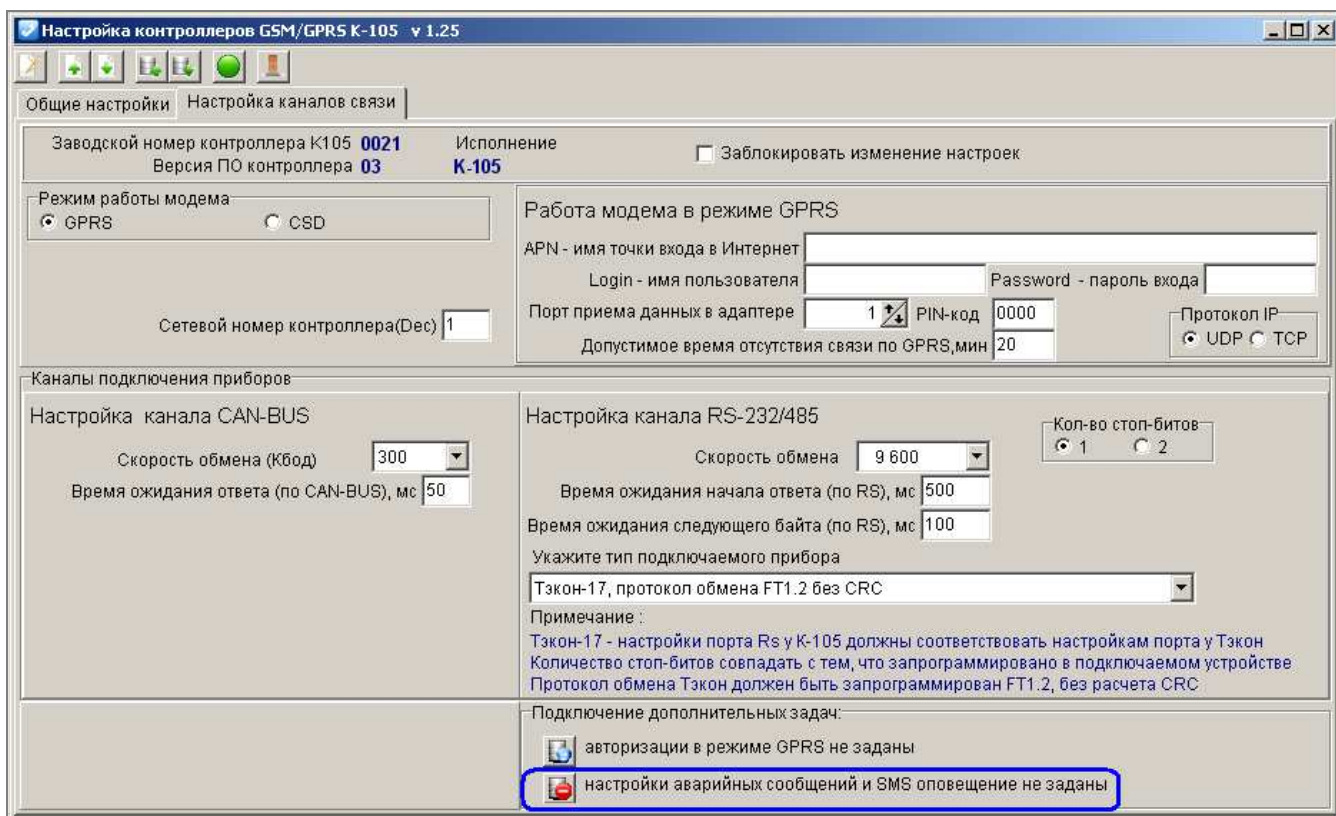 Настройка контроллеров GSM/GPRS К-105 v 1.25
Общие настройки Настройка каналов связи
Заводской номер контроллера К105 0021 Исполнение
Версия ПО контроллера 03 К-105
Заблокировать изменение настроек
Режим работы модема
GPRS CSD
Сетевой номер контроллера(Dec) 1
Работа модема в режиме GPRS
APN - имя точки входа в Интернет
Login - имя пользователя Password - пароль входа
Порт приема данных в адаптере 1 PIN-код 0000
Допустимое время отсутствия связи по GPRS,мин 20
Протокол IP
UDP TCP
Каналы подключения приборов
Настройка канала CAN-BUS
Скорость обмена (Кбод) 300
Время ожидания ответа (по CAN-BUS), мс 50
Настройка канала RS-232/485
Скорость обмена 9 600
Кол-во стоп-битов
1 2
Время ожидания начала ответа (по RS), мс 500
Время ожидания следующего байта (по RS), мс 100
Укажите тип подключаемого прибора
Тэкон-17, протокол обмена FT1.2 без CRC
Примечание :
Тэкон-17 - настройки порта Rs у К-105 должны соответствовать настройкам порта у Тэкон
Количество стоп-битов совпадать с тем, что запрограммировано в подключаемом устройстве
Протокол обмена Тэкон должен быть запрограммирован FT1.2, без расчета CRC
Подключение дополнительных задач:
авторизации в режиме GPRS не заданы
настройки аварийных сообщений и SMS оповещение не заданы